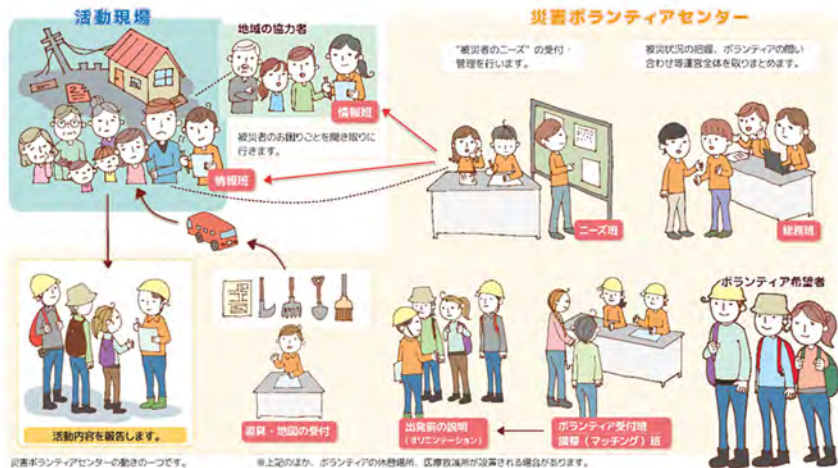 活動現場
災害ボランティアセンター
地域の協力者
情報班
被災者のお困りごとを聞き取りに
行きます。
情報班
"被災者のニーズ" の受付・
管理を行います。
ニーズ班
被災状況の把握、ボランティアの問い
合わせ等運営全体を取りまとめます。
総務班
ボランティア希望者
ボランティア受付班
調整(マッチング)班
出発前の説明
(オリエンテーション)
資材・地図の受付
活動内容を報告します。
災害ボランティアセンターの動きの一つです。
※上記のほか、ボランティアの休憩場所、医療救護所が設置される場合があります。